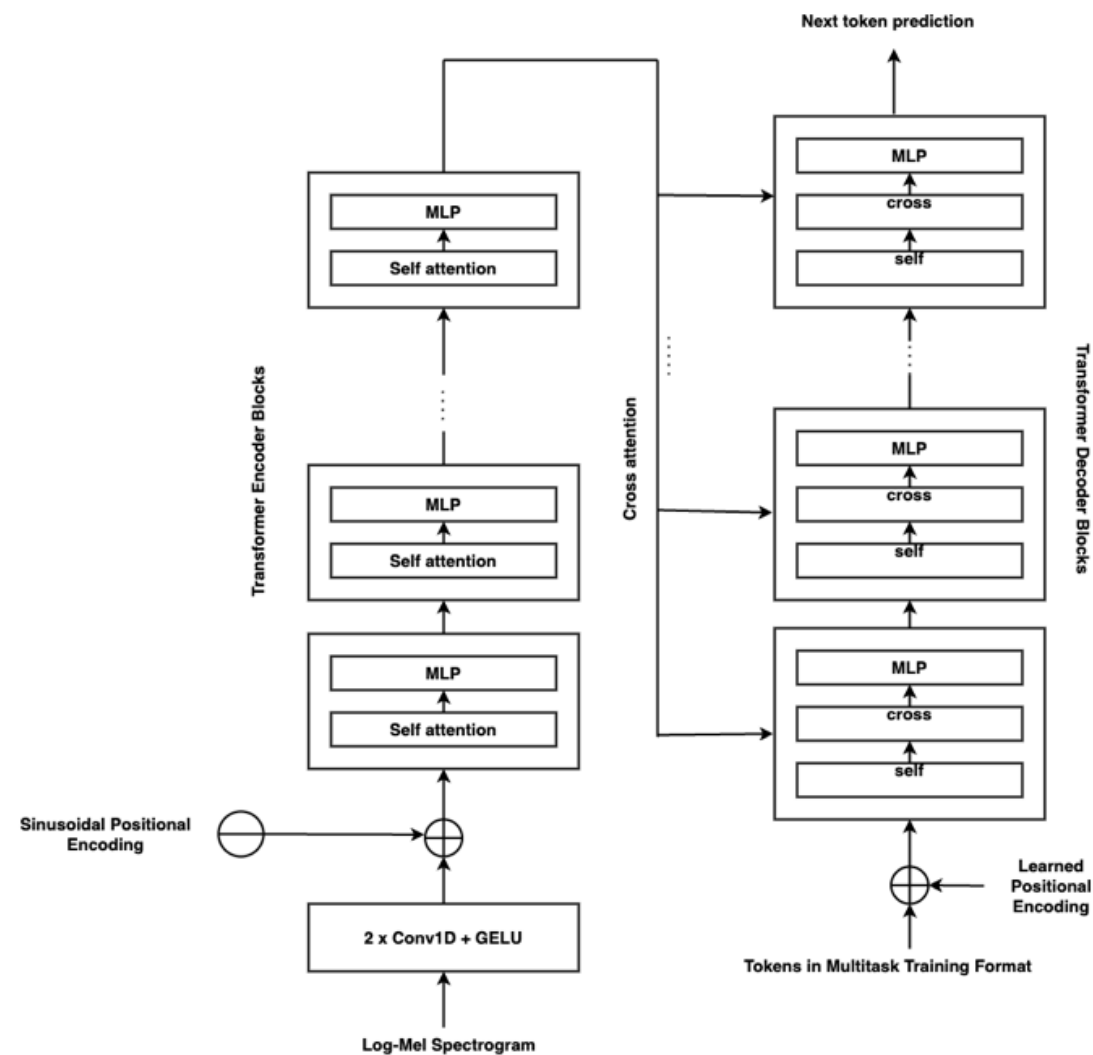 Next token prediction
MLP
cross
self
MLP
Self attention
Transformer Encoder Blocks
Cross attention
Transformer Decoder Blocks
MLP
cross
self
MLP
Self attention
MLP
Self attention
MLP
cross
self
Sinusoidal Positional
Encoding
Learned
Positional
Encoding
2 x Conv1D + GELU
Tokens in Multitask Training Format
Log-Mel Spectrogram